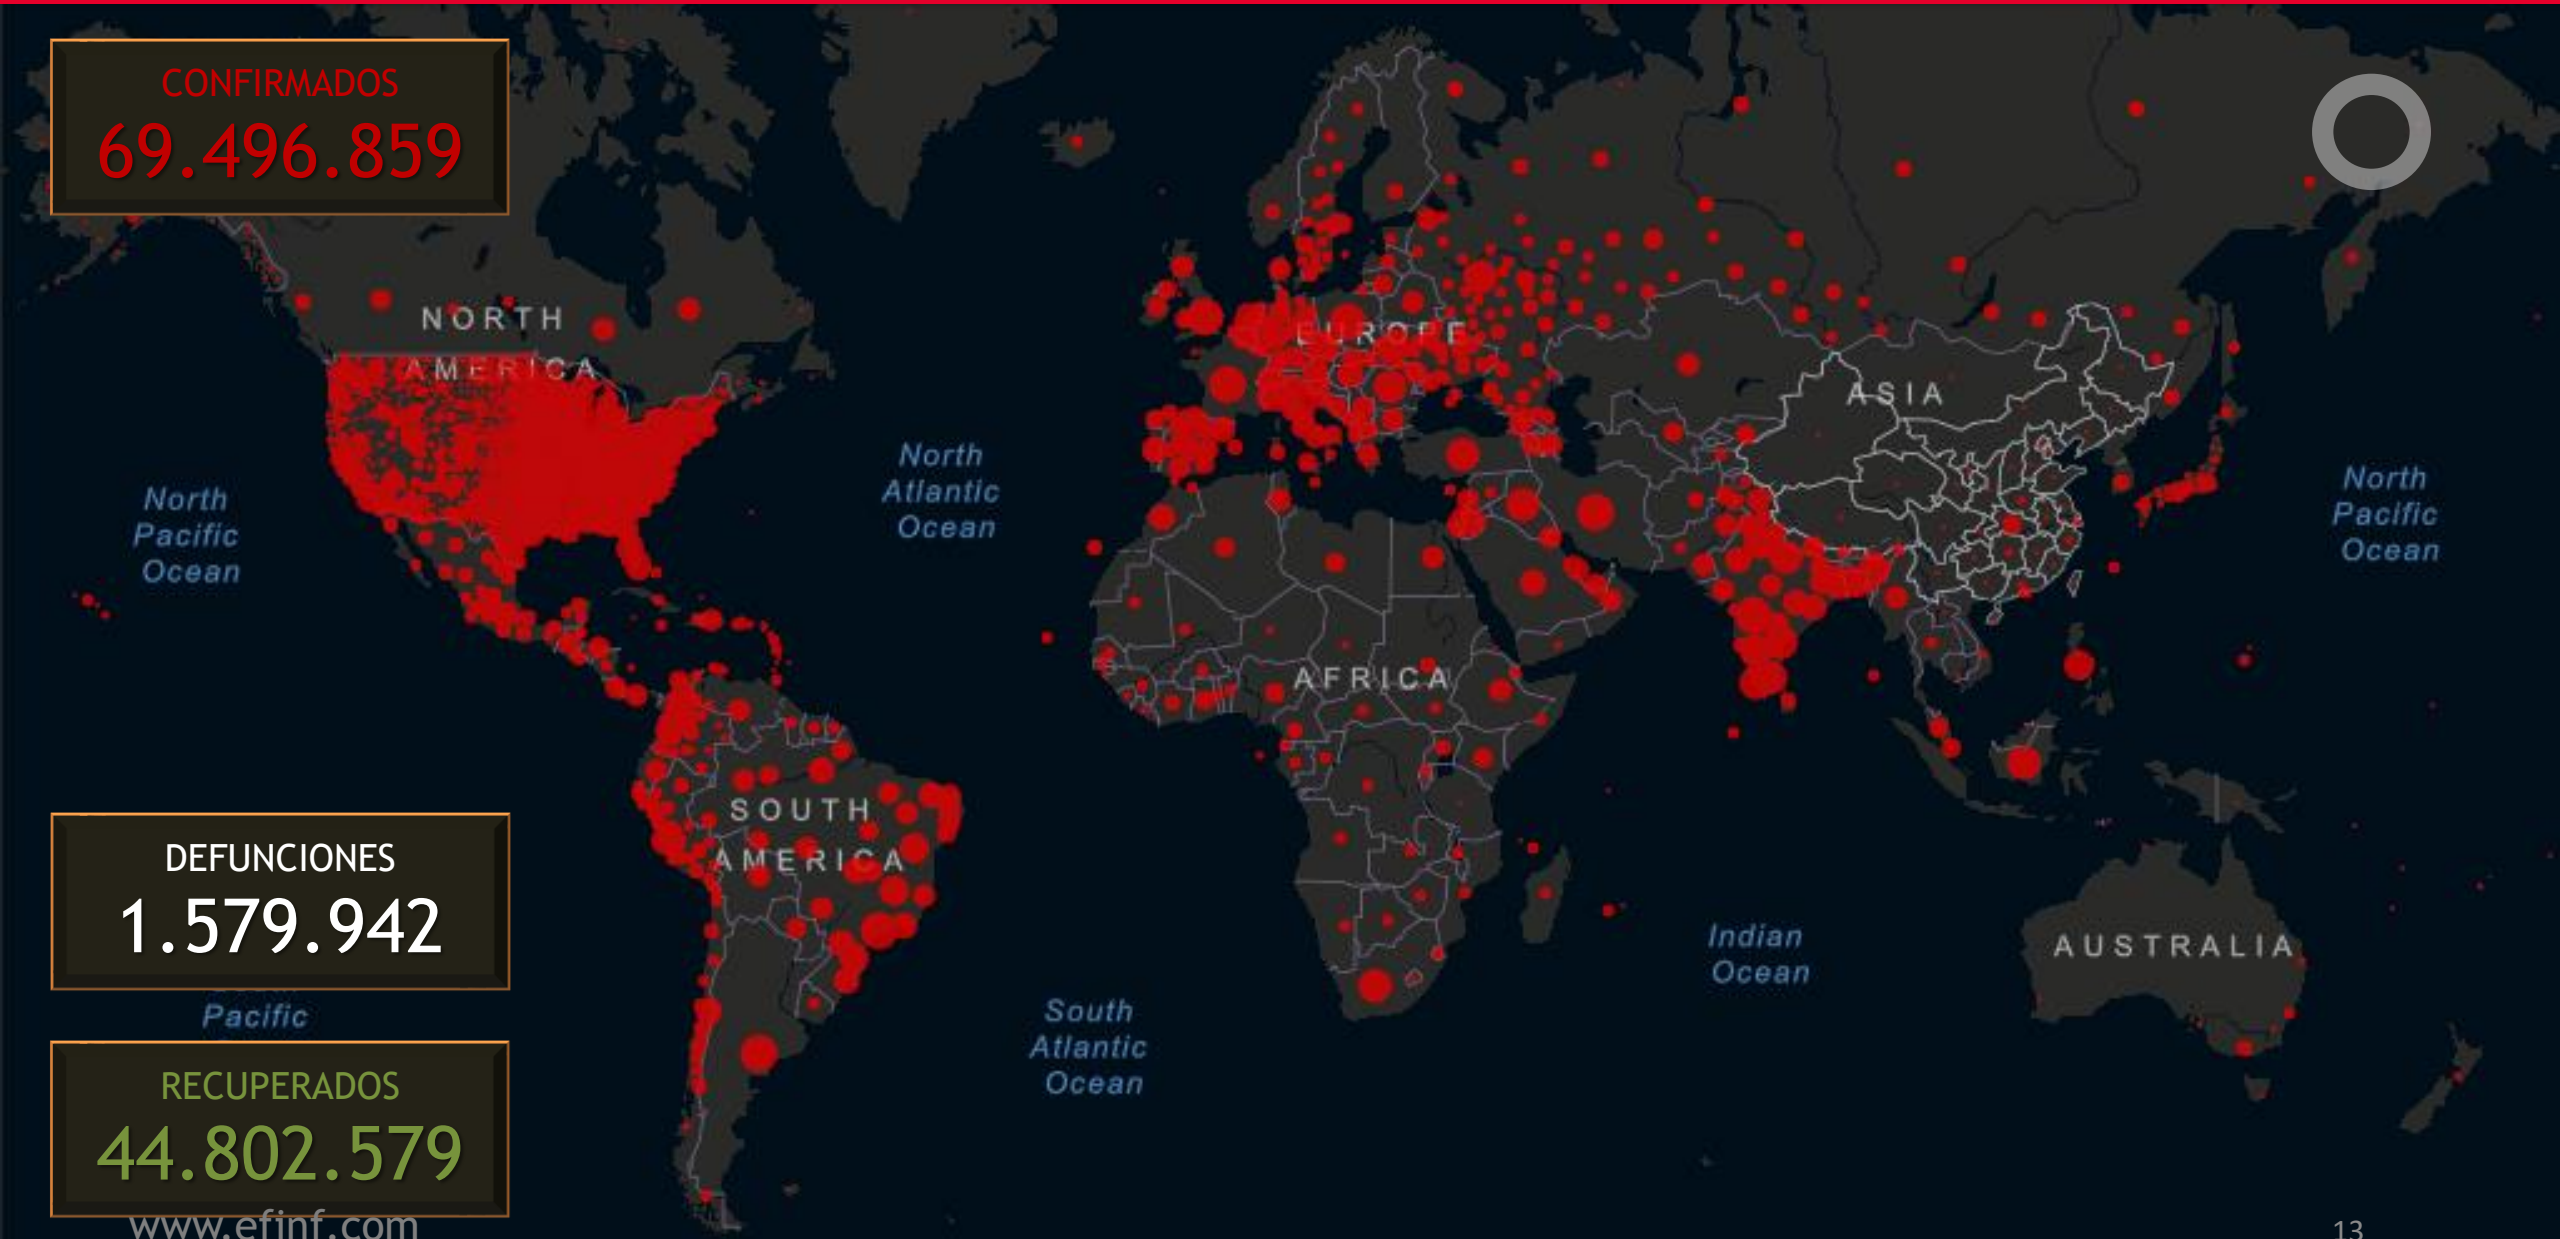 CONFIRMADOS
69.496.859
NORTH
AMERICA
EUROPE
ASIA
North
Pacific
Ocean
North
Atlantic
Ocean
North
Pacific
Ocean
AFRICA
SOUTH
AMERICA
DEFUNCIONES
1.579.942
Indian
Ocean
AUSTRALIA
Pacific
South
Atlantic
Ocean
RECUPERADOS
44.802.579
www.efinf.com
13